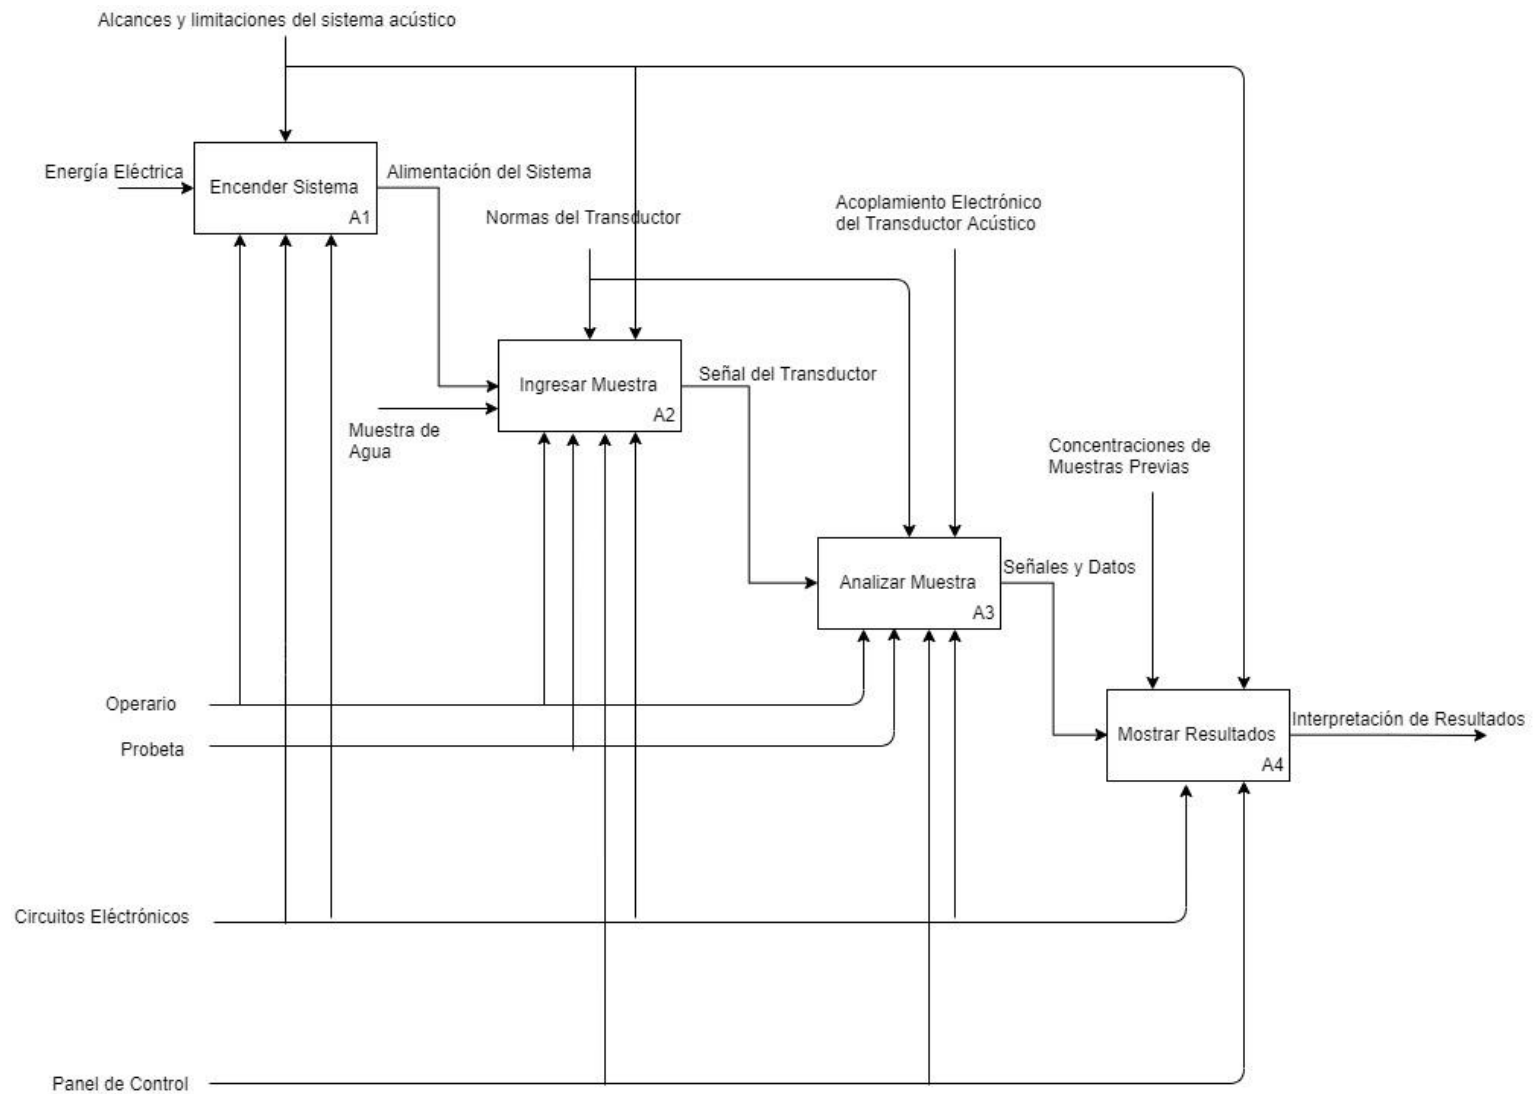 Alcances y limitaciones del sistema acústico
Energía Eléctrica
Encender Sistema
A1
Alimentación del Sistema
Normas del Transductor
Acoplamiento Electrónico
del Transductor Acústico
Ingresar Muestra
A2
Señal del Transductor
Muestra de
Agua
Concentraciones de
Muestras Previas
Analizar Muestra
A3
Señales y Datos
Operario
Probeta
Mostrar Resultados
A4
Interpretación de Resultados
Circuitos Eléctrónicos
Panel de Control